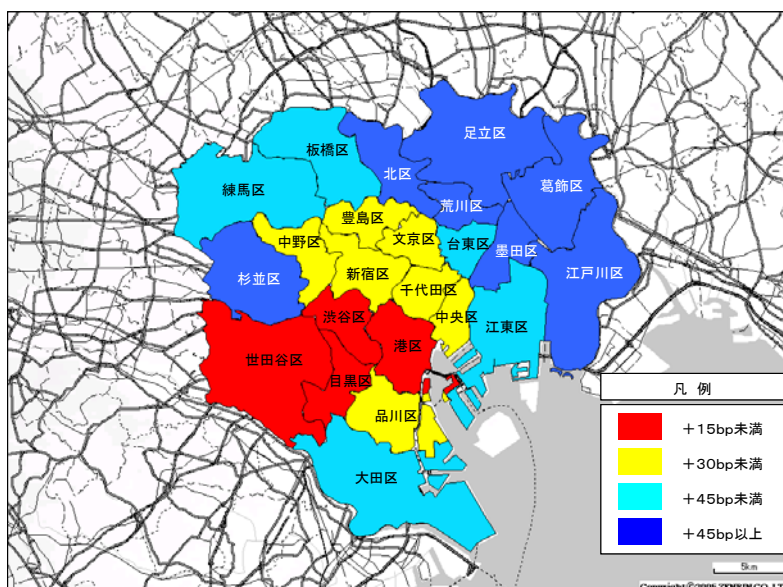 足立区
板橋区
北区
葛飾区
練馬区
荒川区
豊島区
文京区
台東区
中野区
墨田区
杉並区
新宿区
江戸川区
千代田区
渋谷区
中央区
江東区
港区
世田谷区
目黒区
品川区
大田区
凡 例
+15bp未満
+30bp未満
+45bp未満
+45bp以上
5km